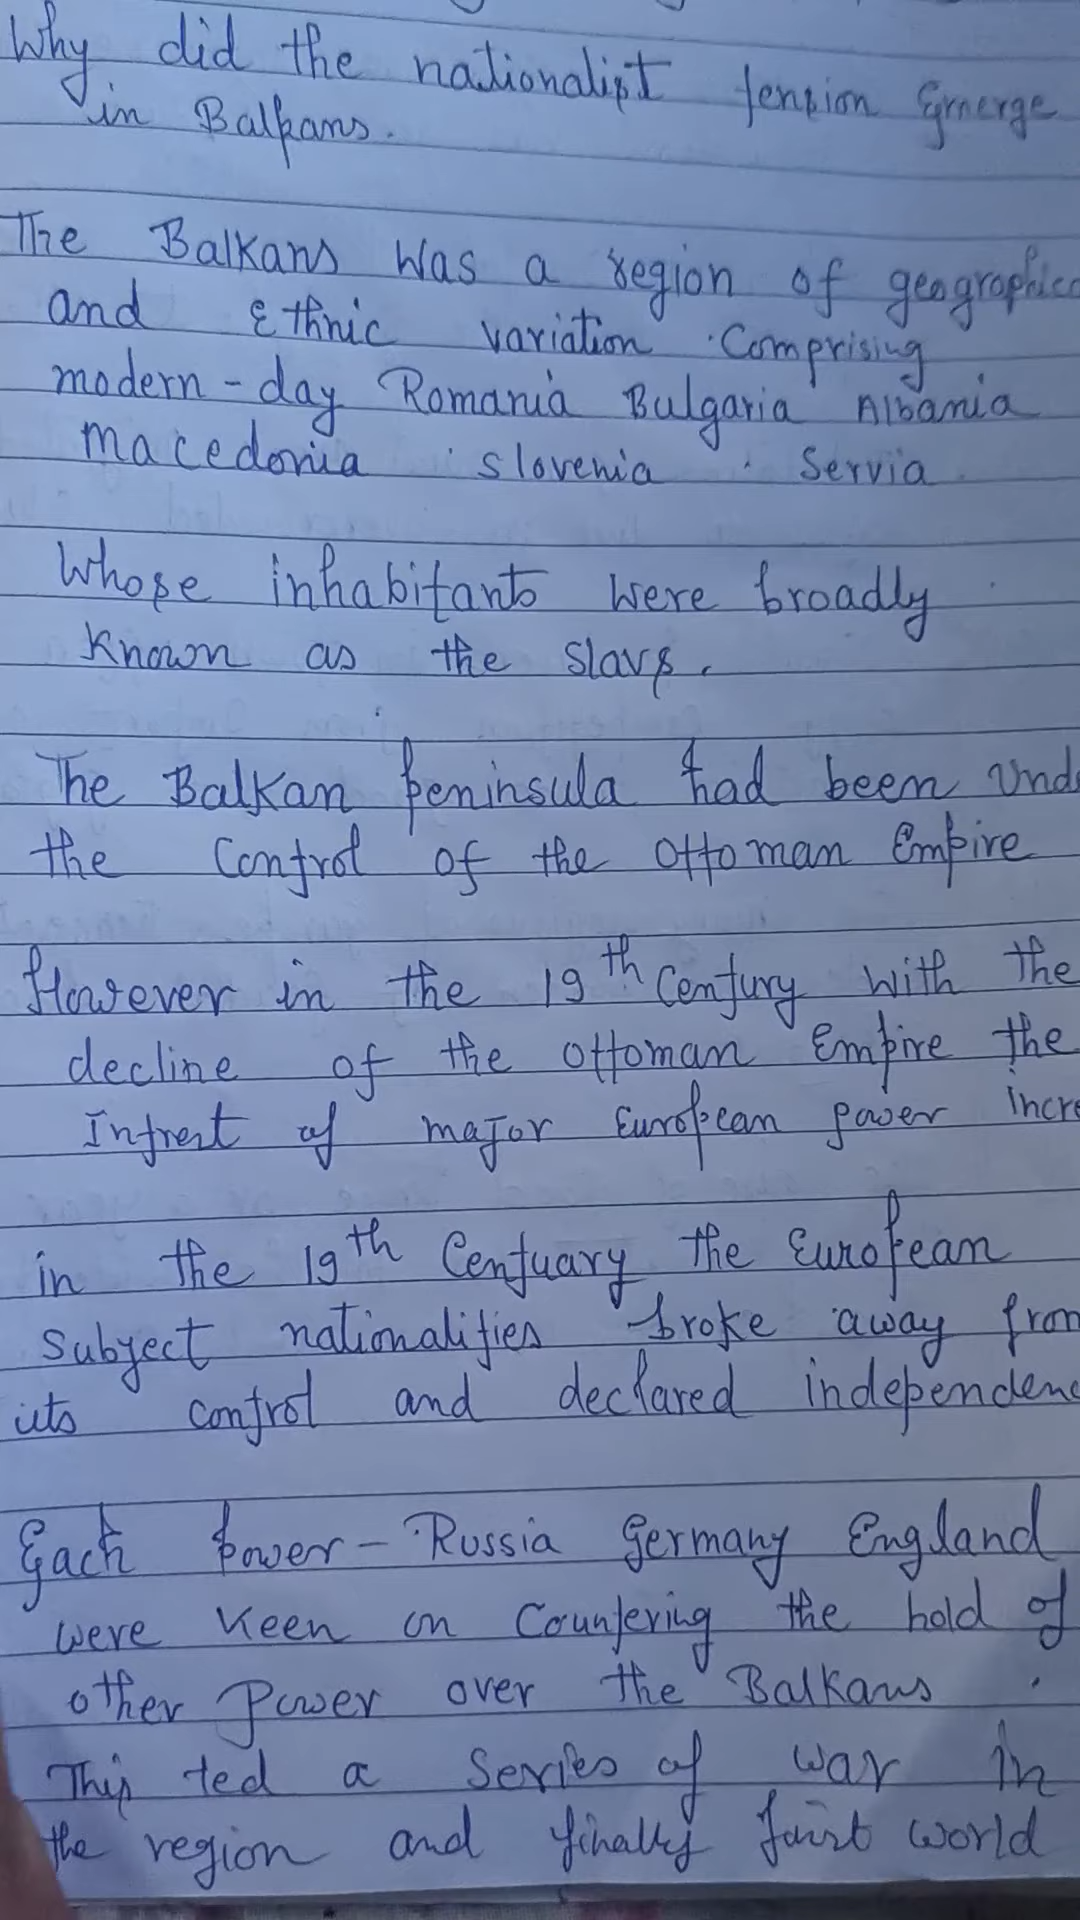 Why did the nationalist tension Emerge
in Balkans.
The Balkans was a region of geographic
and Ethnic variation . Comprising
modern-day Romania Bulgaria Albania
Macedonia . Slovenia . Servia .
Whose inhabitants were broadly
known as the slavs.
The Balkan peninsula had been und
the control of the ottoman Empire
However in the 19th century with the
decline of the ottoman Empire the
Intrest of major European power incre
in the 19th Centuary the European
Subject nationalities broke away from
its control and declared independenc
Each power - Russia Germany England
were keen on Countering the hold of
other Power over the Balkans .
This led a series of war in
the region and finally first world